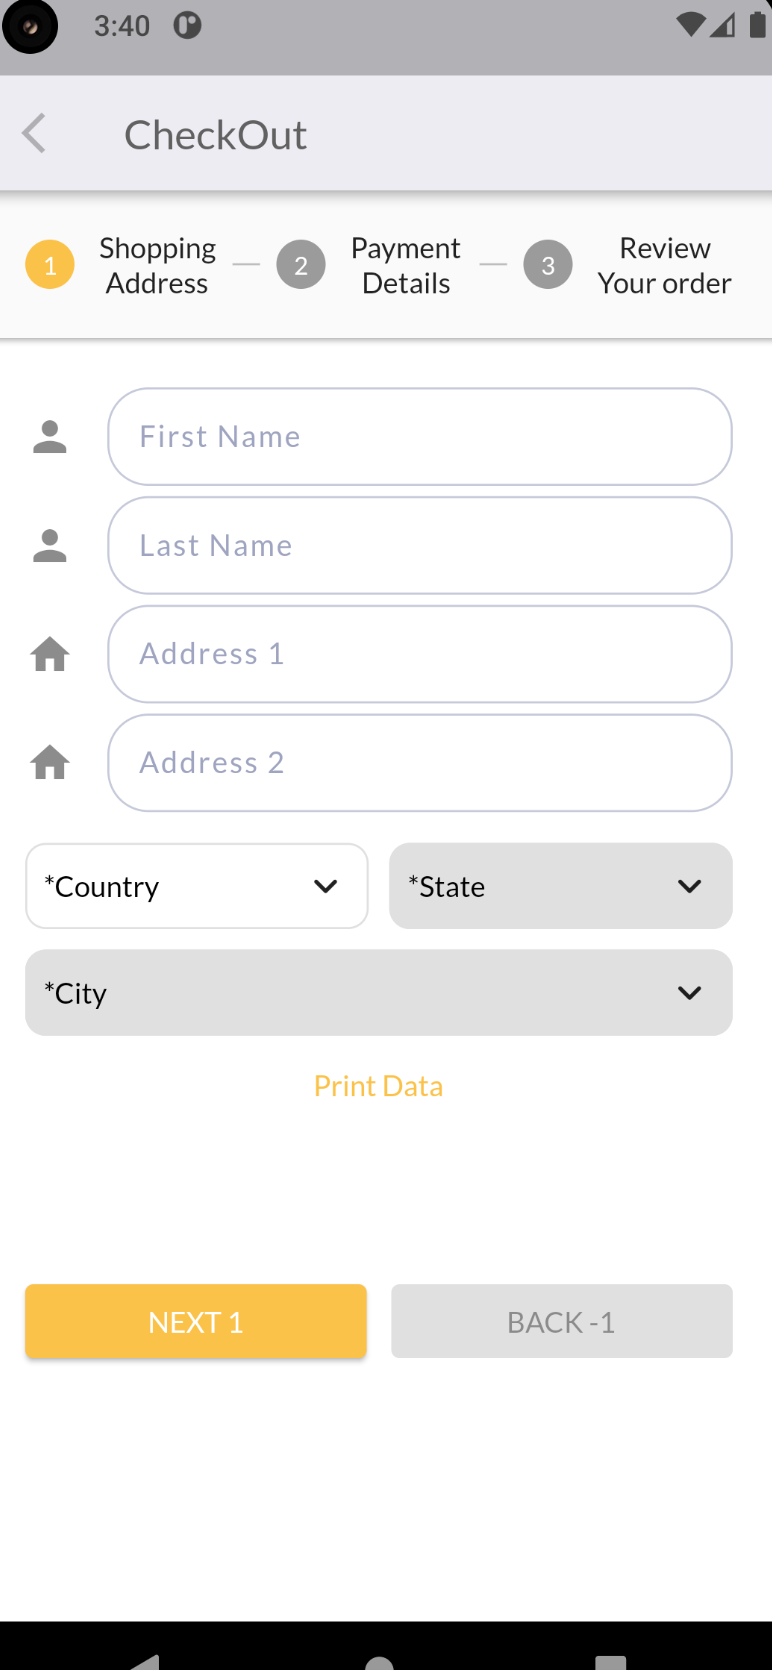 3:40
CheckOut
1
Shopping
Address
2
Payment
Details
3
Review
Your order
First Name
Last Name
Address 1
Address 2
*Country
*State
*City
Print Data
NEXT 1
BACK -1